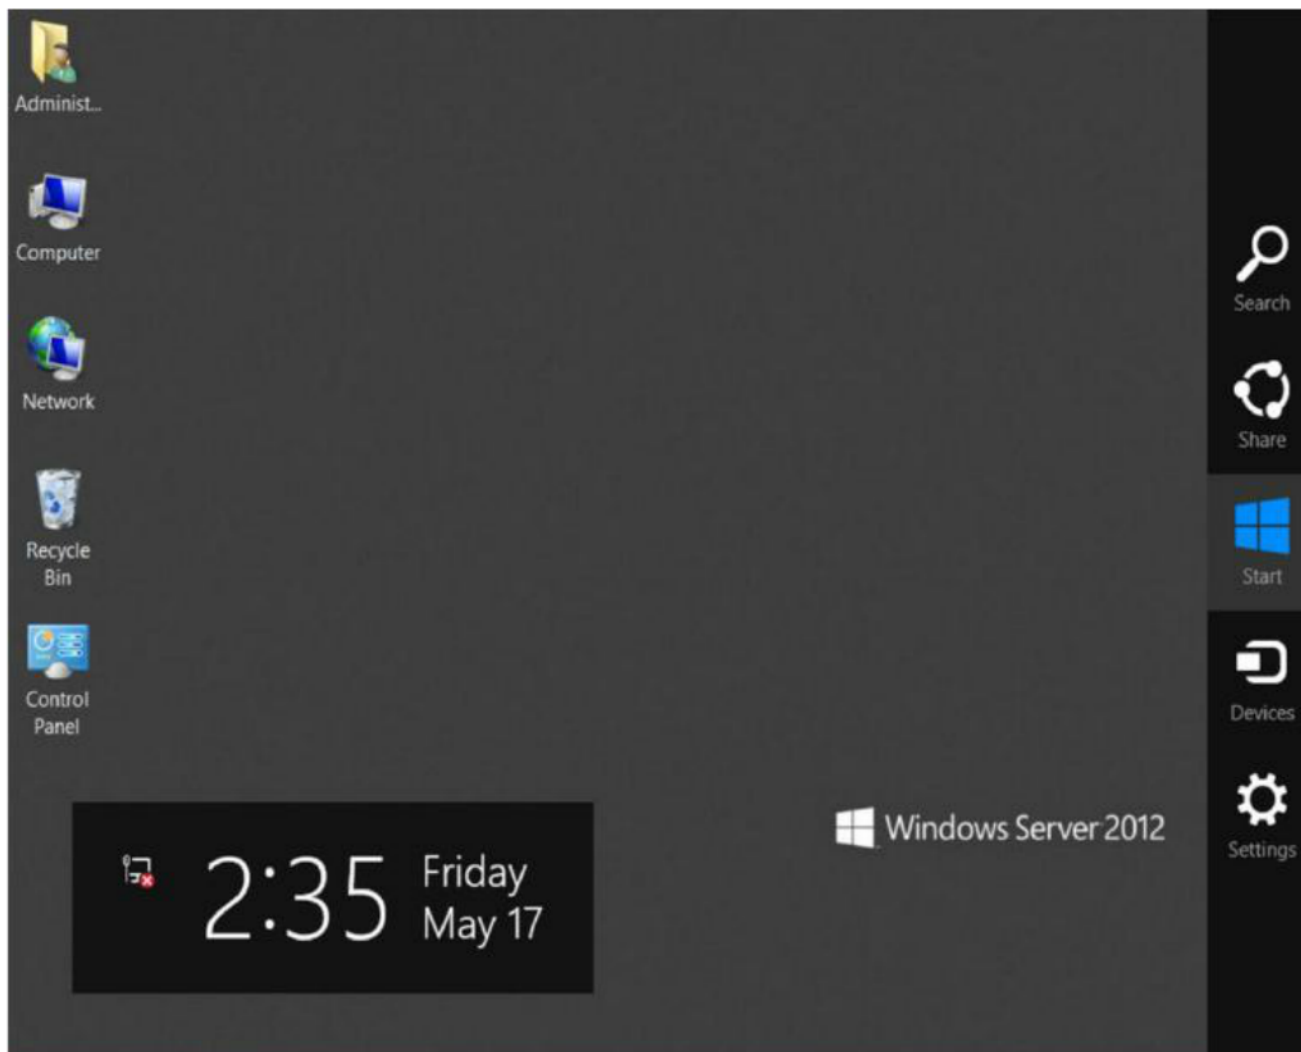 Administ...
Computer
Network
Recycle
Bin
Control
Panel
2:35
Friday
May 17
Windows Server 2012
Search
Share
Start
Devices
Settings